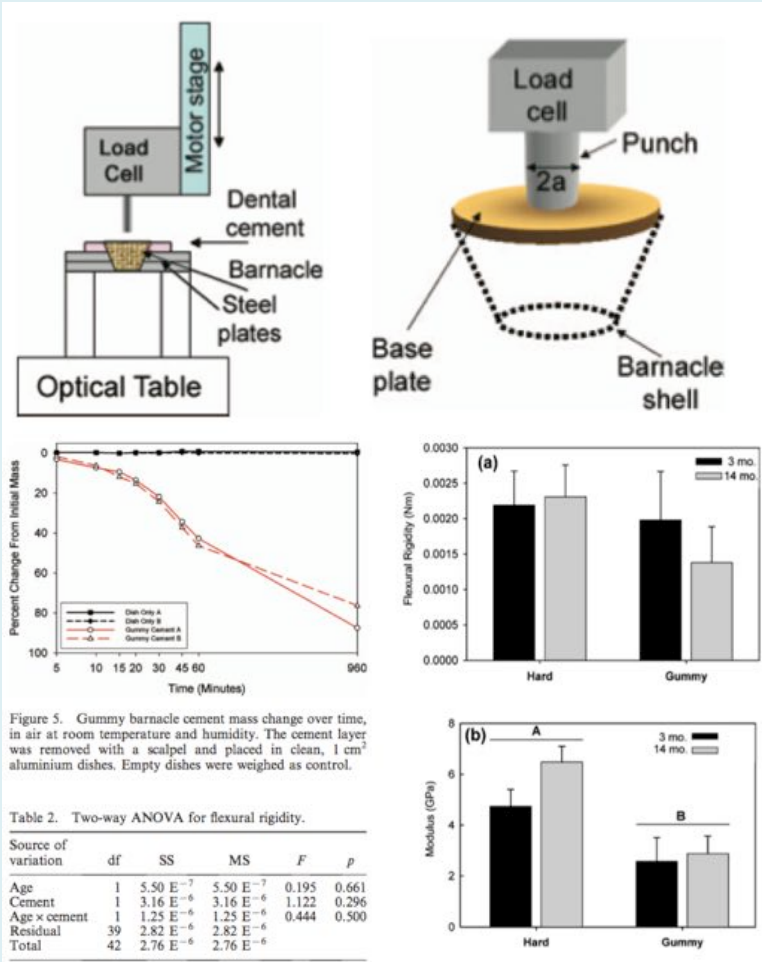 Motor stage
Load
Cell
Dental
cement
Barnacle
Steel
plates
Optical Table
Load
cell
Punch
2a
Base
plate
Barnacle
shell
Percent Change From Initial Mass
0
20
40
60
80
100
Dish Only A
Dish Only B
Gummy Cement A
Gummy Cement B
5 10 15 20 30 45 60 960
Time (Minutes)
Figure 5. Gummy barnacle cement mass change over time,
in air at room temperature and humidity. The cement layer
was removed with a scalpel and placed in clean, 1 cm²
aluminium dishes. Empty dishes were weighed as control.
Table 2. Two-way ANOVA for flexural rigidity.
Source of
variation df SS MS F p
Age 1 5.50 E⁻⁷ 5.50 E⁻⁷ 0.195 0.661
Cement 1 3.16 E⁻⁶ 3.16 E⁻⁶ 1.122 0.296
Age × cement 1 1.25 E⁻⁶ 1.25 E⁻⁶ 0.444 0.500
Residual 39 2.82 E⁻⁶ 2.82 E⁻⁶
Total 42 2.76 E⁻⁶ 2.76 E⁻⁶
(a)
3 mo.
14 mo.
Flexural Rigidity (Nm)
0.0030
0.0025
0.0020
0.0015
0.0010
0.0005
0.0000
Hard Gummy
(b)
A
3 mo.
14 mo.
B
Modulus (GPa)
8
6
4
2
0
Hard Gummy